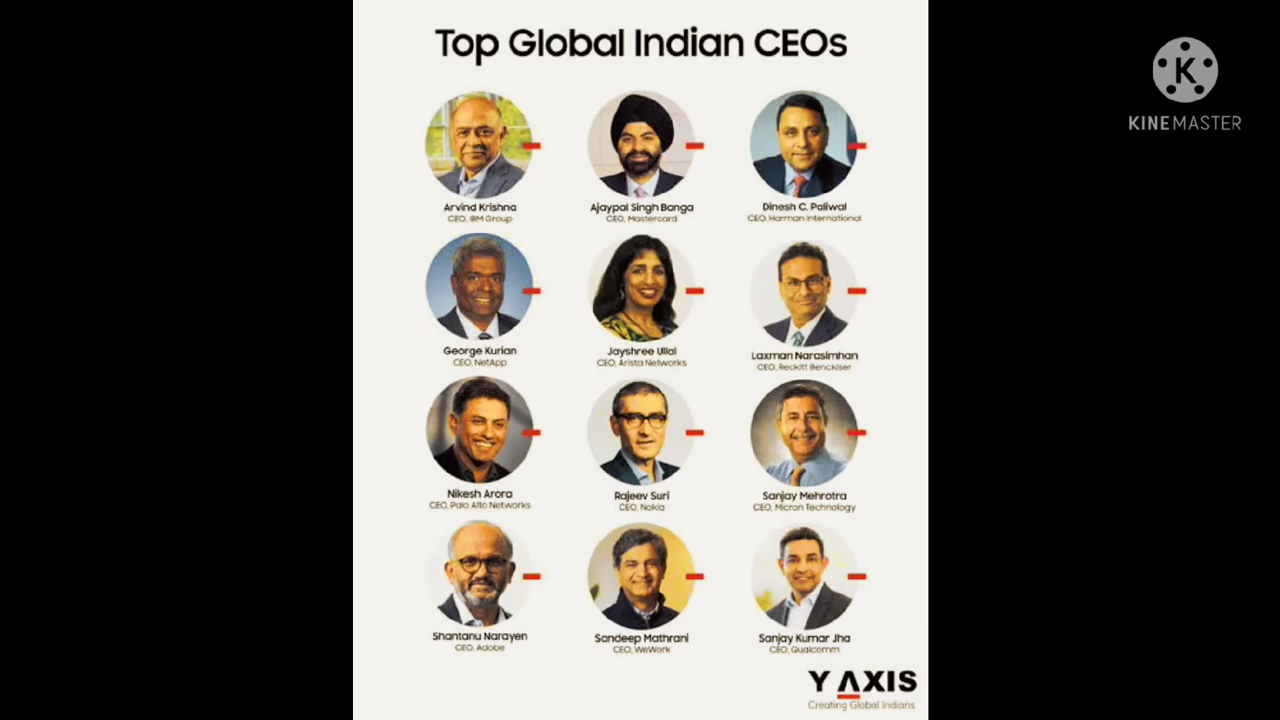 Top Global Indian CEOs
KINEMASTER
Arvind Krishna
CEO, IBM Group
Ajaypal Singh Banga
CEO, Mastercard
Dinesh C. Paliwal
CEO, Harman International
George Kurian
CEO, NetApp
Jayshree Ullal
CEO, Arista Networks
Laxman Narasimhan
CEO, Reckitt Benckiser
Nikesh Arora
CEO, Palo Alto Networks
Rajeev Suri
CEO, Nokia
Sanjay Mehrotra
CEO, Micron Technology
Shantanu Narayen
CEO, Adobe
Sandeep Mathrani
CEO, WeWork
Sanjay Kumar Jha
CEO, Qualcomm
Y AXIS
Creating Global Indians